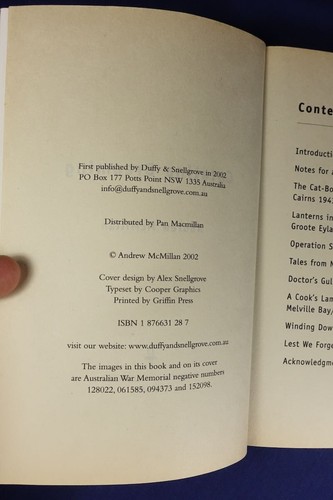 First published by Duffy & Snellgrove in 2002
PO Box 177 Potts Point NSW 1335 Australia
info@duffyandsnellgrove.com.au
Distributed by Pan Macmillan
© Andrew McMillan 2002
Cover design by Alex Snellgrove
Typeset by Cooper Graphics
Printed by Griffin Press
ISBN 1 876631 28 7
visit our website: www.duffyandsnellgrove.com.au
The images in this book and on its cover
are Australian War Memorial negative numbers
128022, 061585, 094373 and 152098.
Conte
Introducti
Notes for
The Cat-Bo
Cairns 194
Lanterns in
Groote Eyla
Operation S
Tales from
Doctor's Gul
A Cook's Lam
Melville Bay/
Winding Dow
Lest We Forge
Acknowledgme